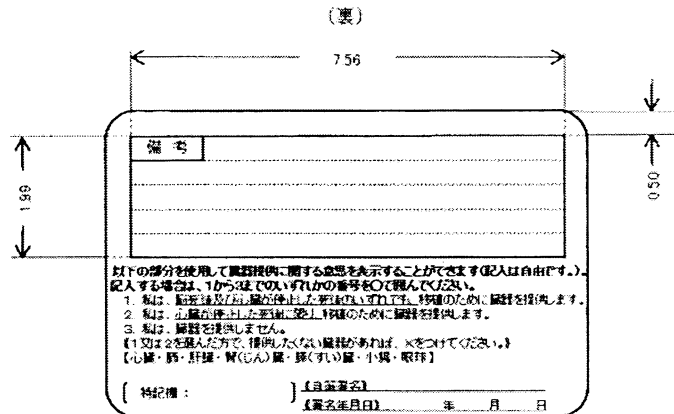 (裏)
7.56
備考
1.99
0.50
以下の部分を使用して臓器提供に関する意思を表示することができます(記入は自由です。)。
記入する場合は、1から3までのいずれかの番号を〇で囲んでください。
1. 私は、脳死後及び心臓が停止した死後のいずれでも、移植のために臓器を提供します。
2. 私は、心臓が停止した死後に限り、移植のために臓器を提供します。
3. 私は、臓器を提供しません。
《1又は2を選んだ方で、提供したくない臓器があれば、×をつけてください。》
【心臓・肺・肝臓・腎(じん)臓・膵(すい)臓・小腸・眼球】
〔特記欄:
〕
《自筆署名》
《署名年月日》 年 月 日